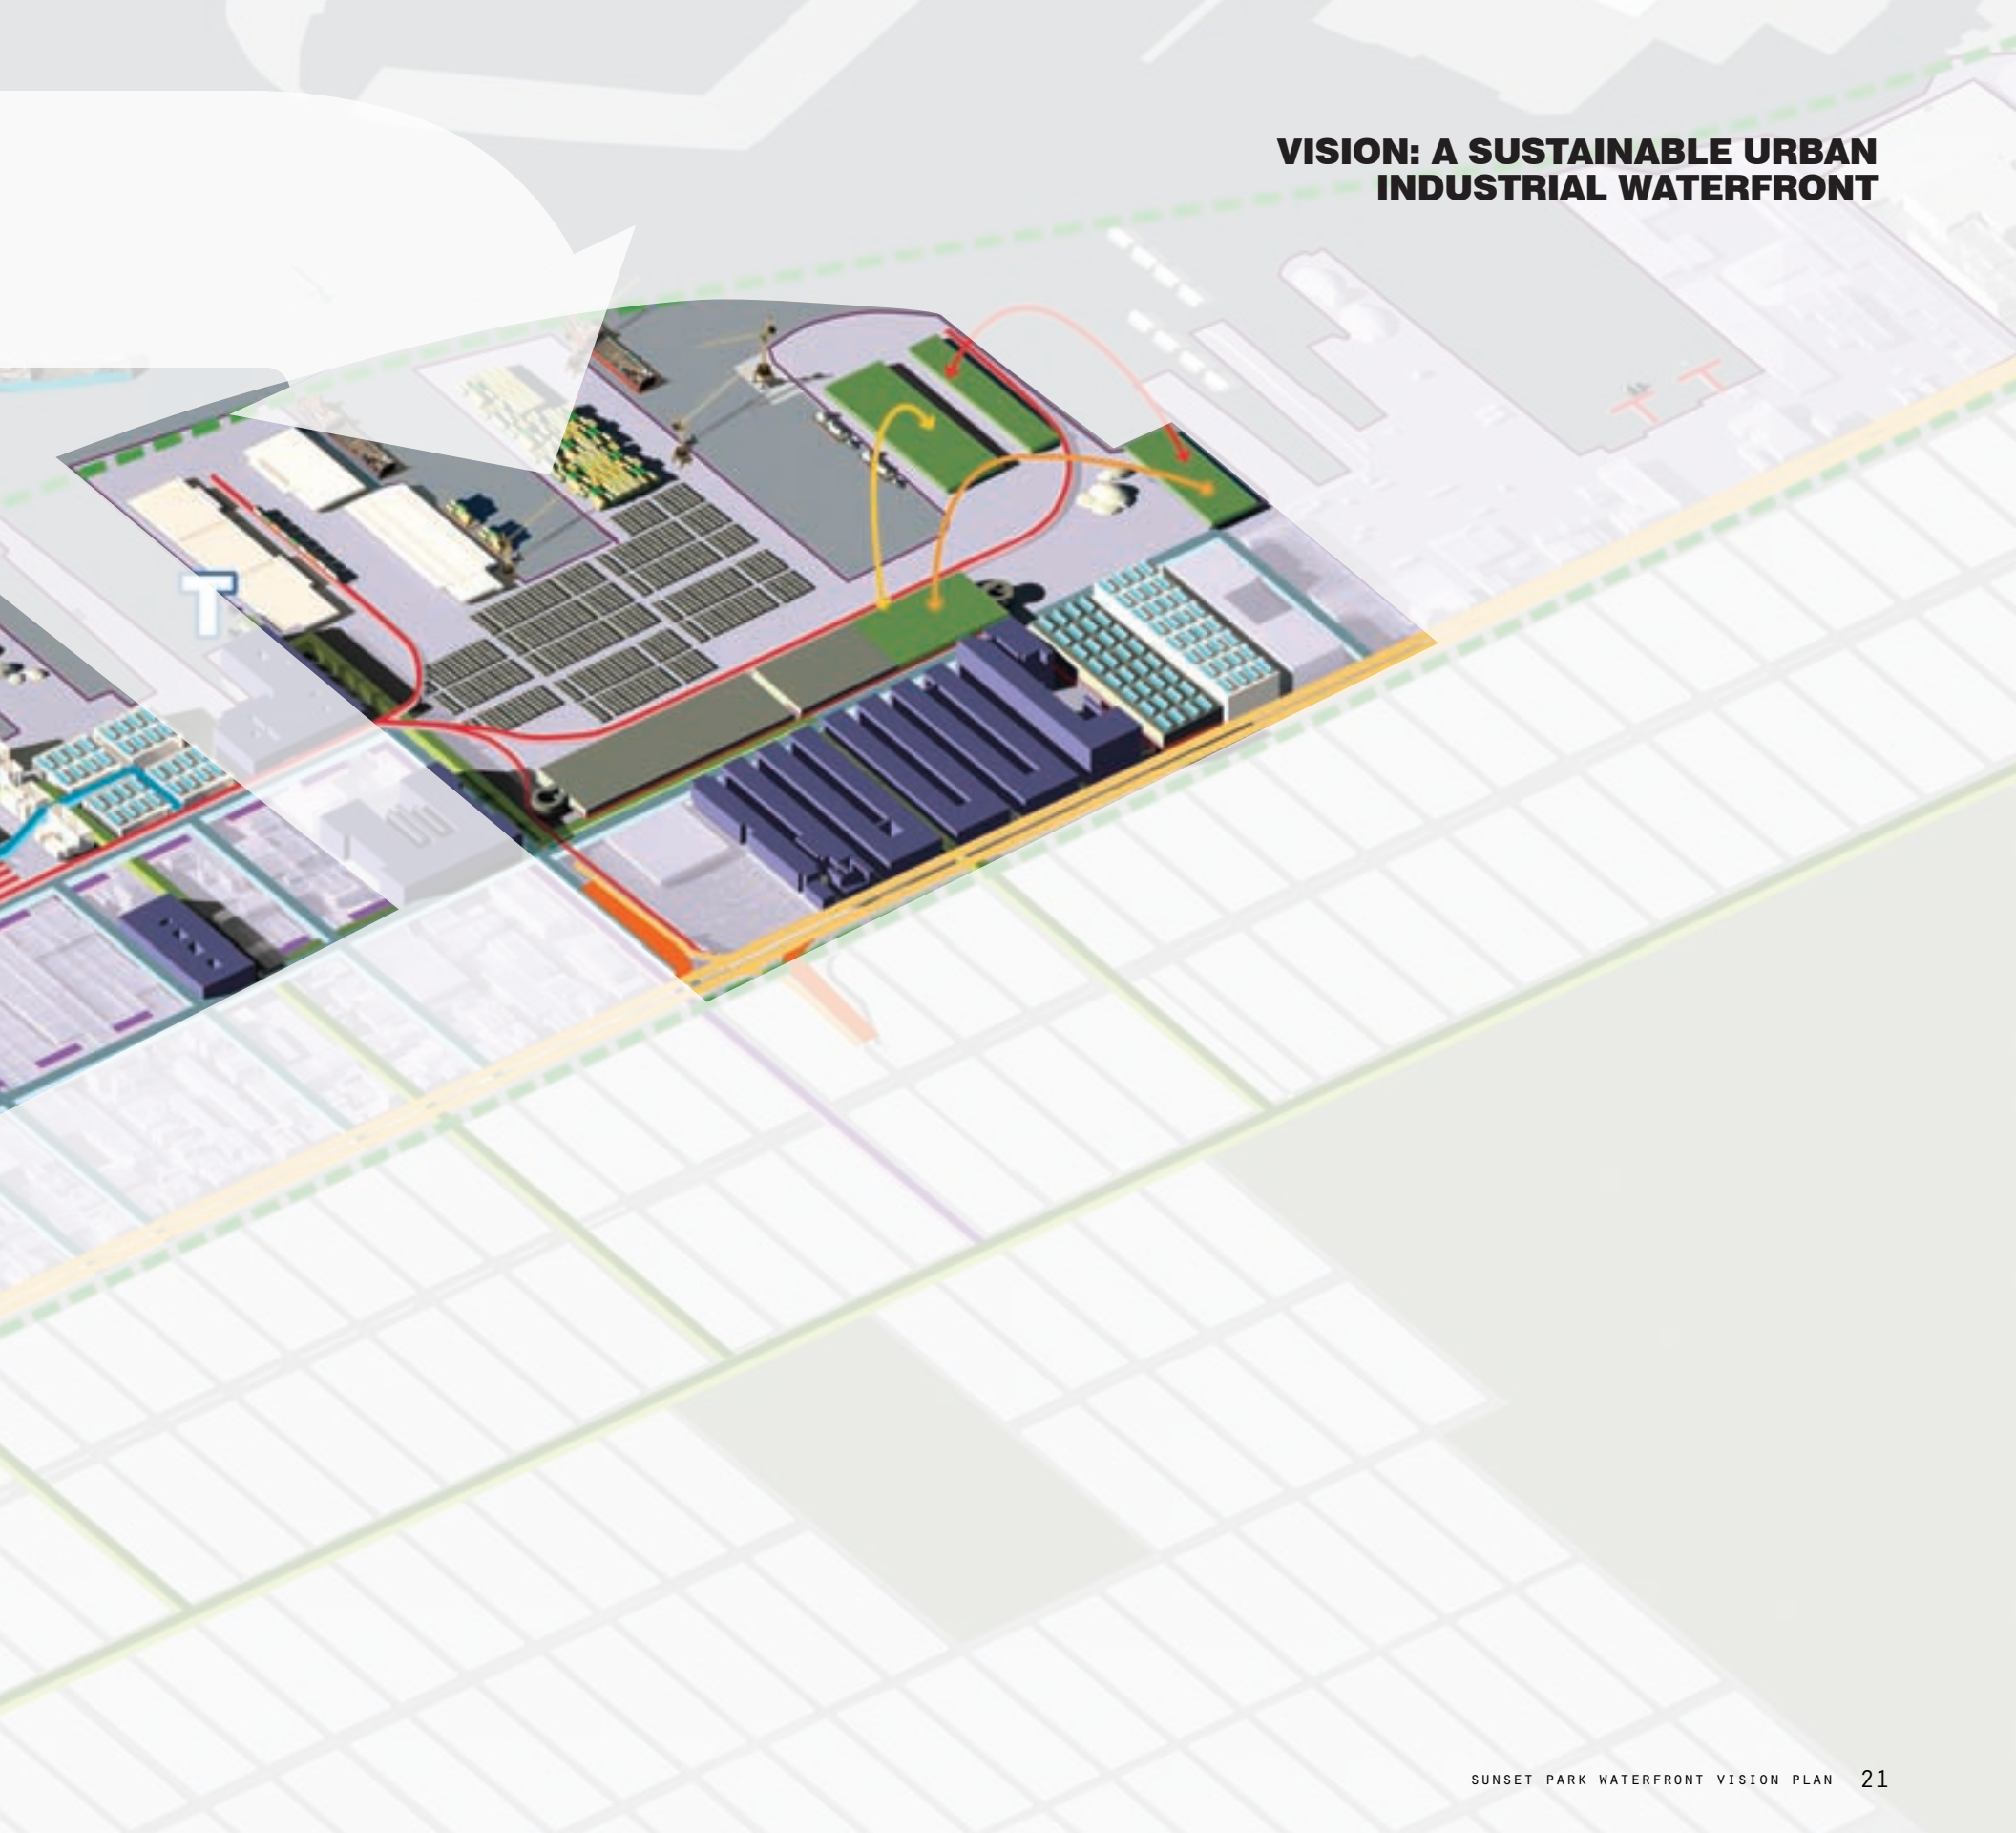 VISION: A SUSTAINABLE URBAN
INDUSTRIAL WATERFRONT
T
SUNSET PARK WATERFRONT VISION PLAN 21